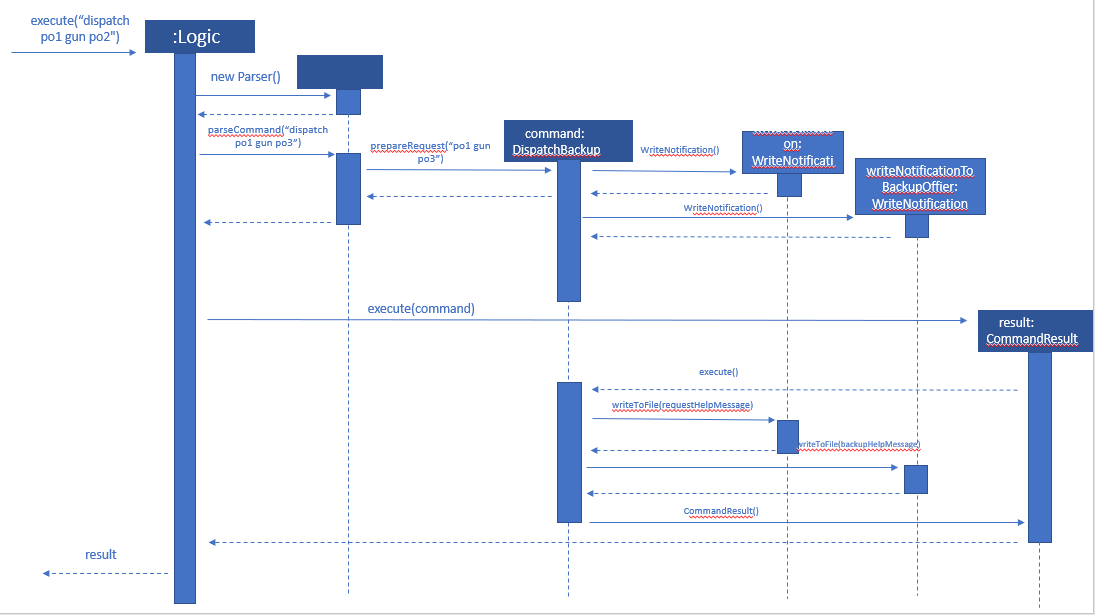 execute(“dispatch
po1 gun po2")
:Logic
new Parser()
parseCommand(“dispatch
po1 gun po3”)
prepareRequest(“po1 gun
po3”)
command:
DispatchBackup
WriteNotification()
on:
WriteNotificati
writeNotificationTo
BackupOffier:
WriteNotification
WriteNotification()
execute(command)
result:
CommandResult
execute()
writeToFile(requestHelpMessage)
writeToFile(backupHelpMessage)
CommandResult()
result